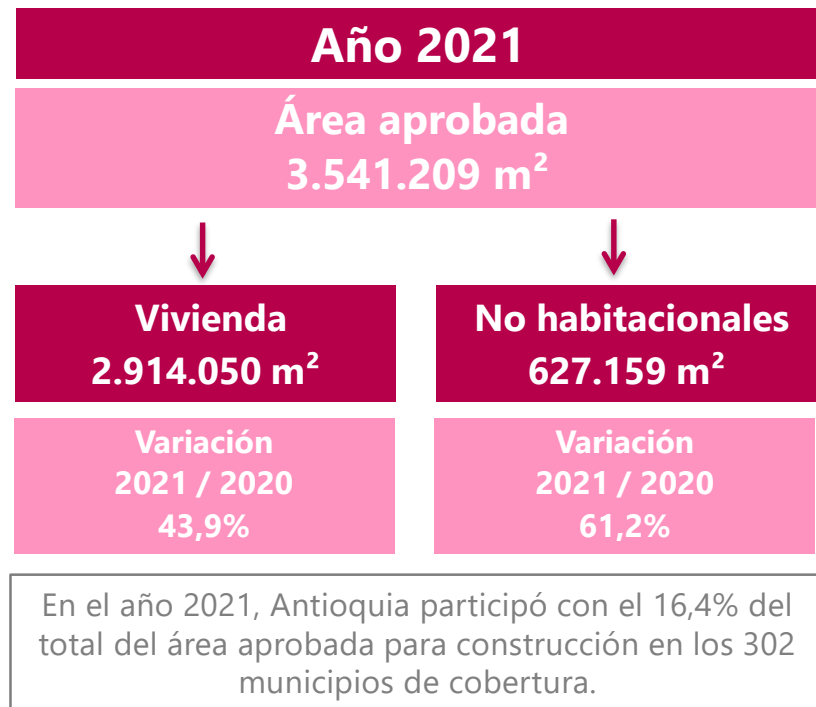 Año 2021
Área aprobada
3.541.209 m²
Vivienda
2.914.050 m²
No habitacionales
627.159 m²
Variación
2021 / 2020
43,9%
Variación
2021 / 2020
61,2%
En el año 2021, Antioquia participó con el 16,4% del
total del área aprobada para construcción en los 302
municipios de cobertura.